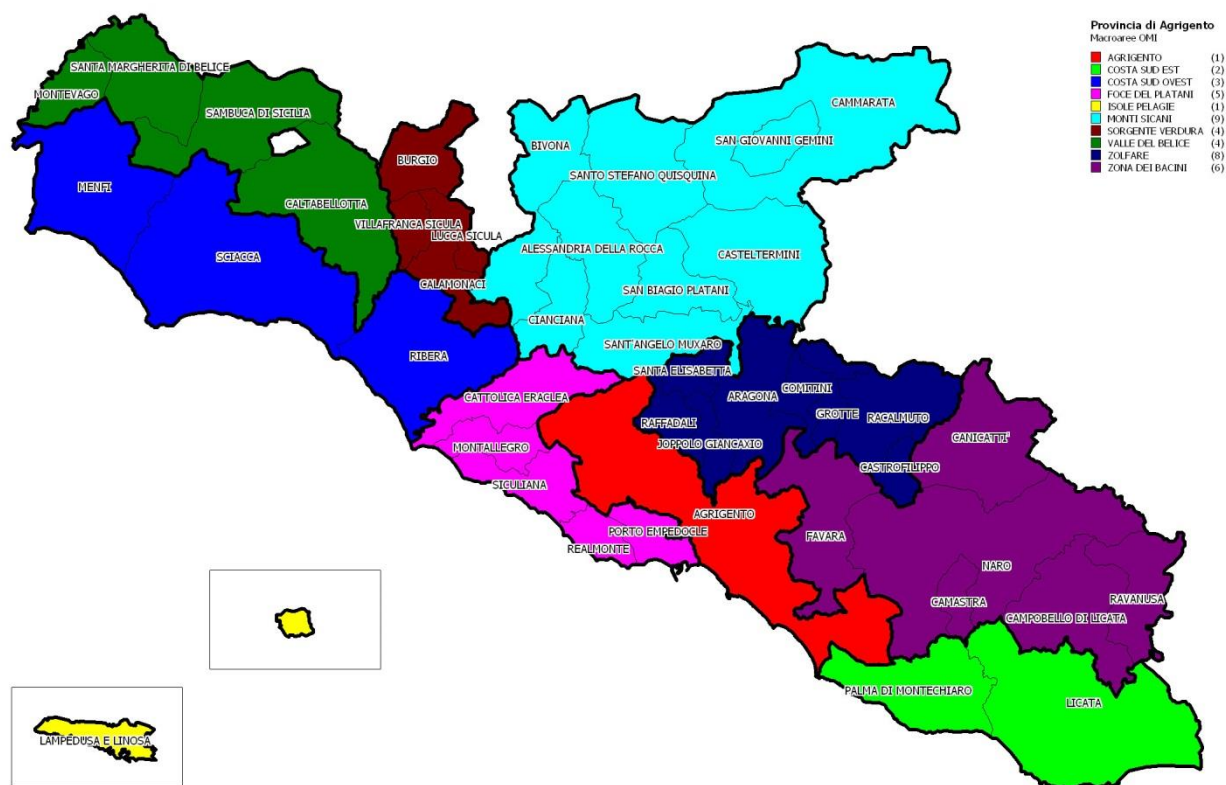 Provincia di Agrigento
Macroaree OMI
AGRIGENTO (1)
COSTA SUD EST (2)
COSTA SUD OVEST (3)
FOCE DEL PLATANI (5)
ISOLE PELAGIE (1)
MONTI SICANI (9)
SORGENTE VERDURA (4)
VALLE DEL BELICE (4)
ZOLFARE (8)
ZONA DEI BACINI (6)
SANTA MARGHERITA DI BELICE
MONTEVAGO
SAMBUCA DI SICILIA
CAMMARATA
SAN GIOVANNI GEMINI
BIVONA
BURGIO
SANTO STEFANO QUISQUINA
MENFI
CALTABELLOTTA
VILLAFRANCA SICULA
LUCCA SICULA
ALESSANDRIA DELLA ROCCA
CASTELTERMINI
SCIACCA
CALAMONACI
SAN BIAGIO PLATANI
CIANCIANA
SANT'ANGELO MUXARO
RIBERA
SANTA ELISABETTA
CATTOLICA ERACLEA
ARAGONA
COMITINI
GROTTE
RACALMUTO
RAFFADALI
JOPPOLO GIANCAXIO
CANICATTI'
MONTALLEGRO
CASTROFILIPPO
SICULIANA
AGRIGENTO
PORTO EMPEDOCLE
FAVARA
REALMONTE
NARO
CAMASTRA
RAVANUSA
CAMPOBELLO DI LICATA
PALMA DI MONTECHIARO
LICATA
LAMPEDUSA E LINOSA